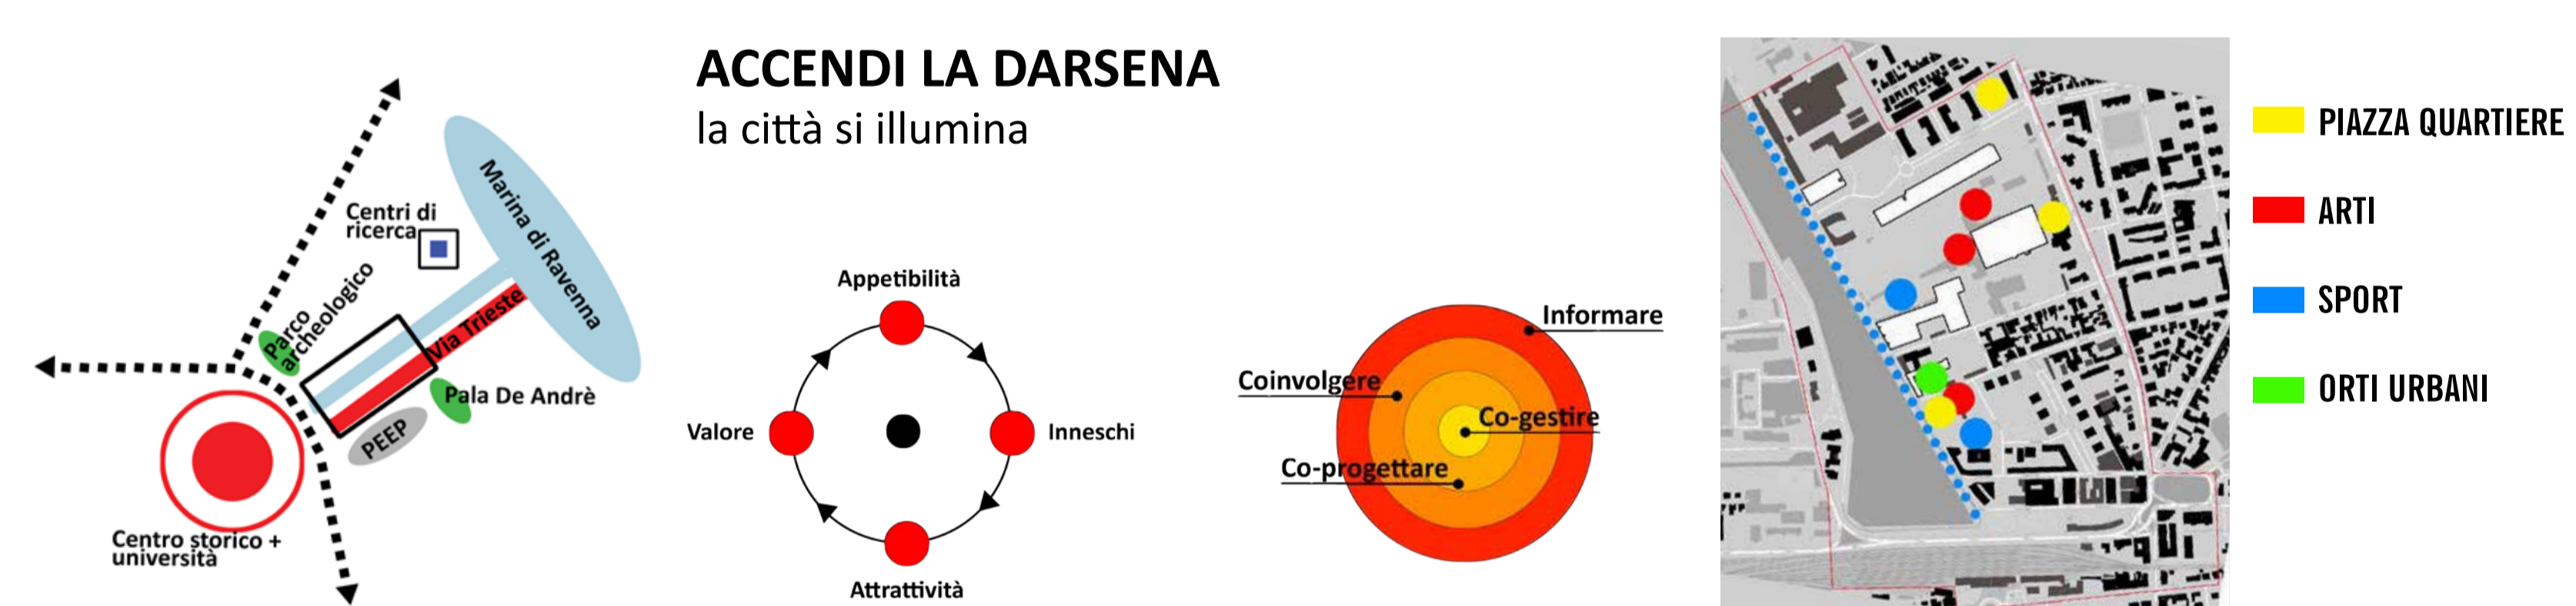 ACCENDI LA DARSENA
la città si illumina
Centri di
ricerca
Marina di Ravenna
Parco
archeologico
Via Trieste
Pala De Andrè
PEEP
Centro storico +
università
Appetibilità
Valore
Inneschi
Attrattività
Informare
Coinvolgere
Co-gestire
Co-progettare
PIAZZA QUARTIERE
ARTI
SPORT
ORTI URBANI